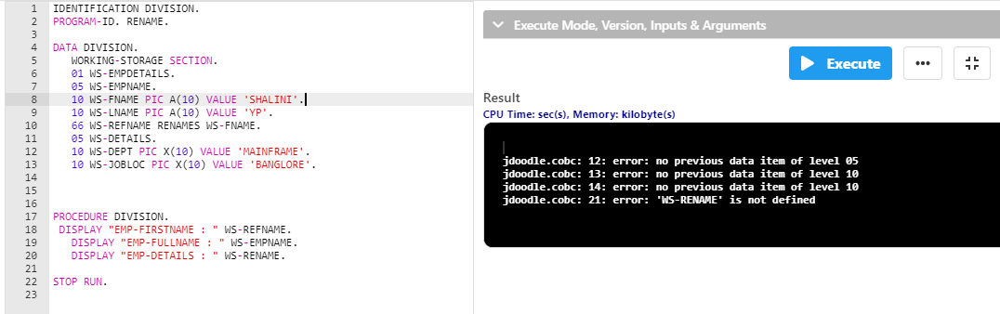 1 IDENTIFICATION DIVISION.
2 PROGRAM-ID. RENAME.
3
4 DATA DIVISION.
5 WORKING-STORAGE SECTION.
6 01 WS-EMPDETAILS.
7 05 WS-EMPNAME.
8 10 WS-FNAME PIC A(10) VALUE 'SHALINI'.
9 10 WS-LNAME PIC A(10) VALUE 'YP'.
10 66 WS-REFNAME RENAMES WS-FNAME.
11 05 WS-DETAILS.
12 10 WS-DEPT PIC X(10) VALUE 'MAINFRAME'.
13 10 WS-JOBLOC PIC X(10) VALUE 'BANGLORE'.
14
15
16
17 PROCEDURE DIVISION.
18 DISPLAY "EMP-FIRSTNAME : " WS-REFNAME.
19 DISPLAY "EMP-FULLNAME : " WS-EMPNAME.
20 DISPLAY "EMP-DETAILS : " WS-RENAME.
21
22 STOP RUN.
23
Execute Mode, Version, Inputs & Arguments
Execute
Result
CPU Time: sec(s), Memory: kilobyte(s)
jdoodle.cobc: 12: error: no previous data item of level 05
jdoodle.cobc: 13: error: no previous data item of level 10
jdoodle.cobc: 14: error: no previous data item of level 10
jdoodle.cobc: 21: error: 'WS-RENAME' is not defined